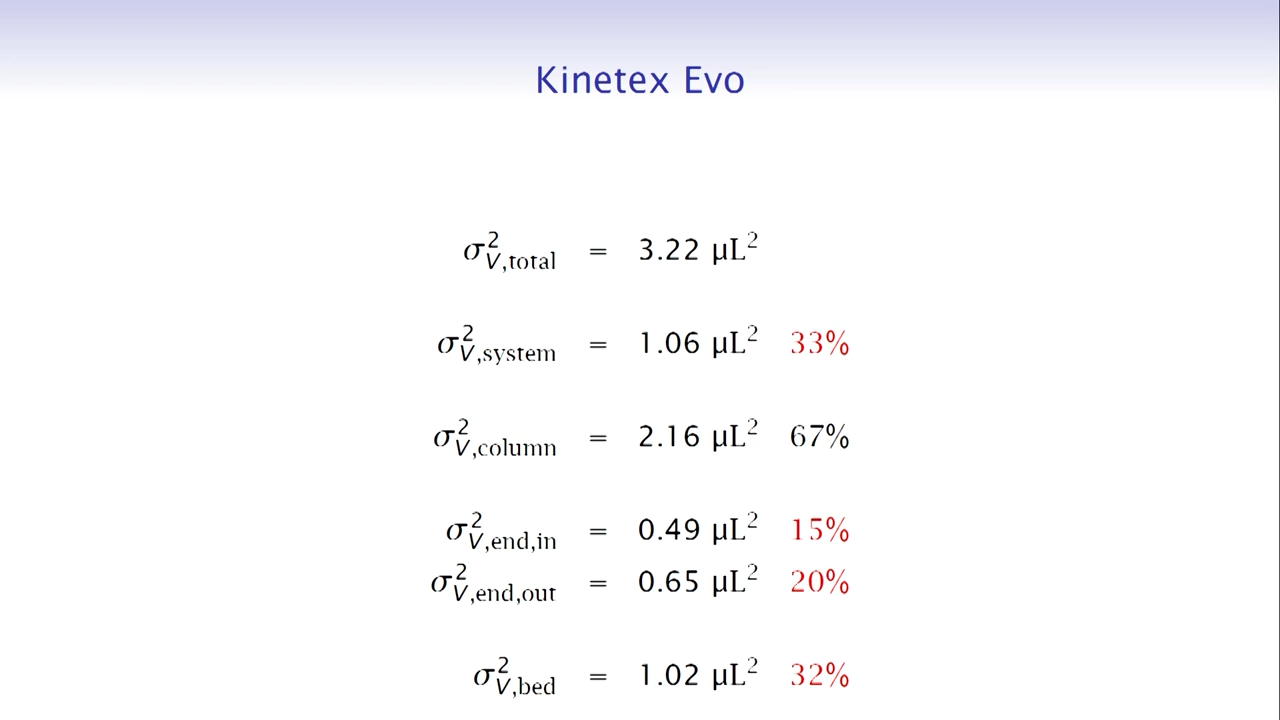 Kinetex Evo
σ²V,total = 3.22 µL²
σ²V,system = 1.06 µL² 33%
σ²V,column = 2.16 µL² 67%
σ²V,end,in = 0.49 µL² 15%
σ²V,end,out = 0.65 µL² 20%
σ²V,bed = 1.02 µL² 32%